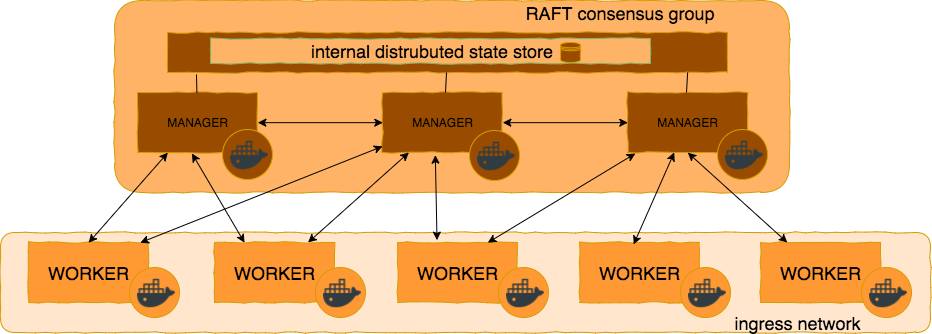 RAFT consensus group
internal distrubuted state store
MANAGER MANAGER MANAGER
WORKER WORKER WORKER WORKER WORKER
ingress network